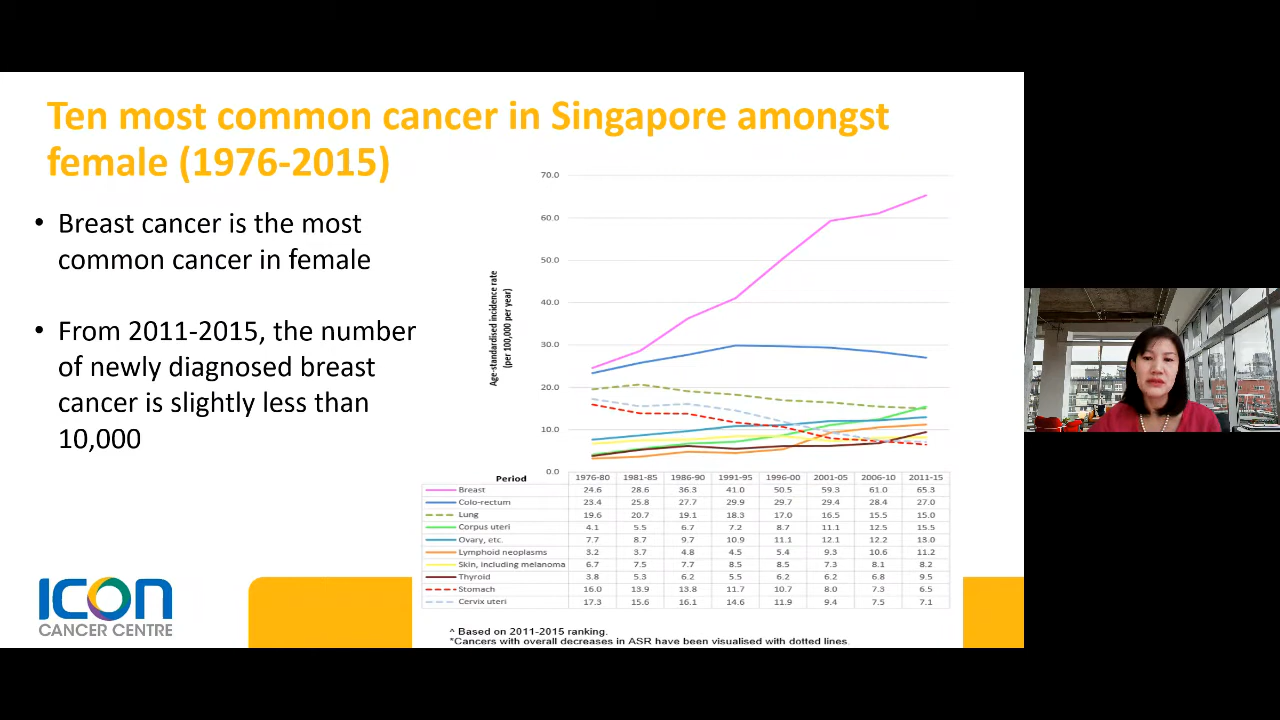 Ten most common cancer in Singapore amongst
female (1976-2015)
• Breast cancer is the most
common cancer in female
• From 2011-2015, the number
of newly diagnosed breast
cancer is slightly less than
10,000
ICON
CANCER CENTRE
Age-standardised incidence rate
(per 100,000 per year)
70.0
60.0
50.0
40.0
30.0
20.0
10.0
0.0
Period 1976-80 1981-85 1986-90 1991-95 1996-00 2001-05 2006-10 2011-15
Breast 24.6 28.6 36.3 41.0 50.5 59.3 61.0 65.3
Colo-rectum 23.4 25.8 27.7 29.9 29.7 29.4 28.4 27.0
Lung 19.6 20.7 19.1 18.3 17.0 16.5 15.5 15.0
Corpus uteri 4.1 5.5 6.7 7.2 8.7 11.1 12.5 15.5
Ovary, etc. 7.7 8.7 9.7 10.9 11.1 12.1 12.2 13.0
Lymphoid neoplasms 3.2 3.7 4.8 4.5 5.4 9.3 10.6 11.2
Skin, including melanoma 6.7 7.5 7.7 8.5 8.5 7.3 8.1 8.2
Thyroid 3.8 5.3 6.2 5.5 6.2 6.2 6.8 9.5
Stomach 16.0 13.9 13.8 11.7 10.7 8.0 7.3 6.5
Cervix uteri 17.3 15.6 16.1 14.6 11.9 9.4 7.5 7.1
^ Based on 2011-2015 ranking.
*Cancers with overall decreases in ASR have been visualised with dotted lines.